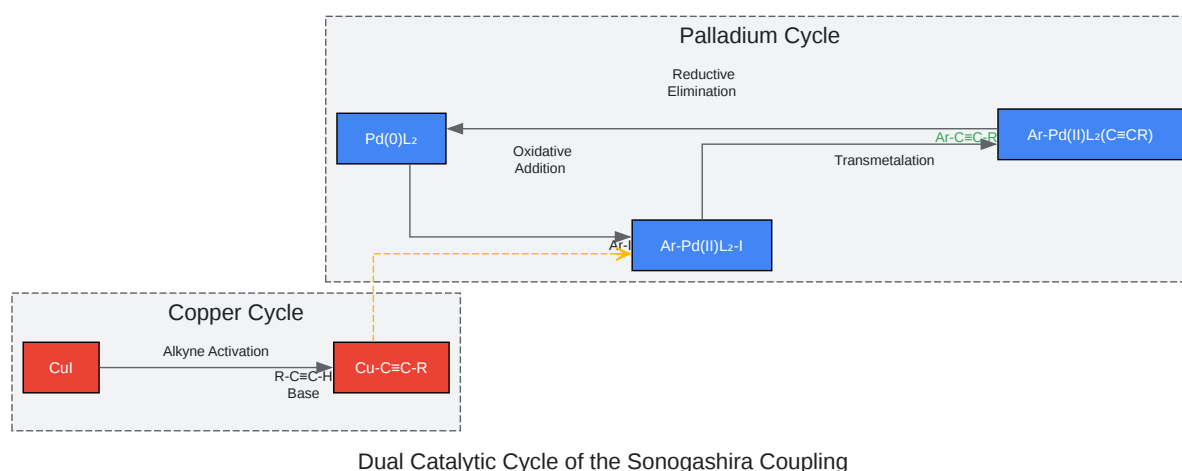 Palladium Cycle
Reductive
Elimination
Pd(0)L₂
Ar-Pd(II)L₂(C≡CR)
Ar-C≡C-R
Oxidative
Addition
Transmetalation
Ar-I
Ar-Pd(II)L₂-I
Copper Cycle
Alkyne Activation
CuI
Cu-C≡C-R
R-C≡C-H
Base
Dual Catalytic Cycle of the Sonogashira Coupling